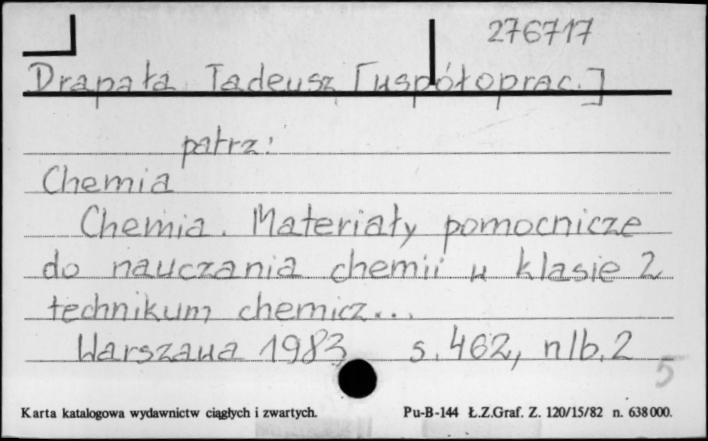 276717
Drapała Tadeusz [współoprac.]
patrz:
Chemia
Chemia. Materiały pomocnicze
do nauczania chemii w klasie 2
technikum chemicz...
Warszawa 1983 s. 462, nlb. 2
5
Karta katalogowa wydawnictw ciągłych i zwartych. Pu-B-144 Ł.Z.Graf. Z. 120/15/82 n. 638000.